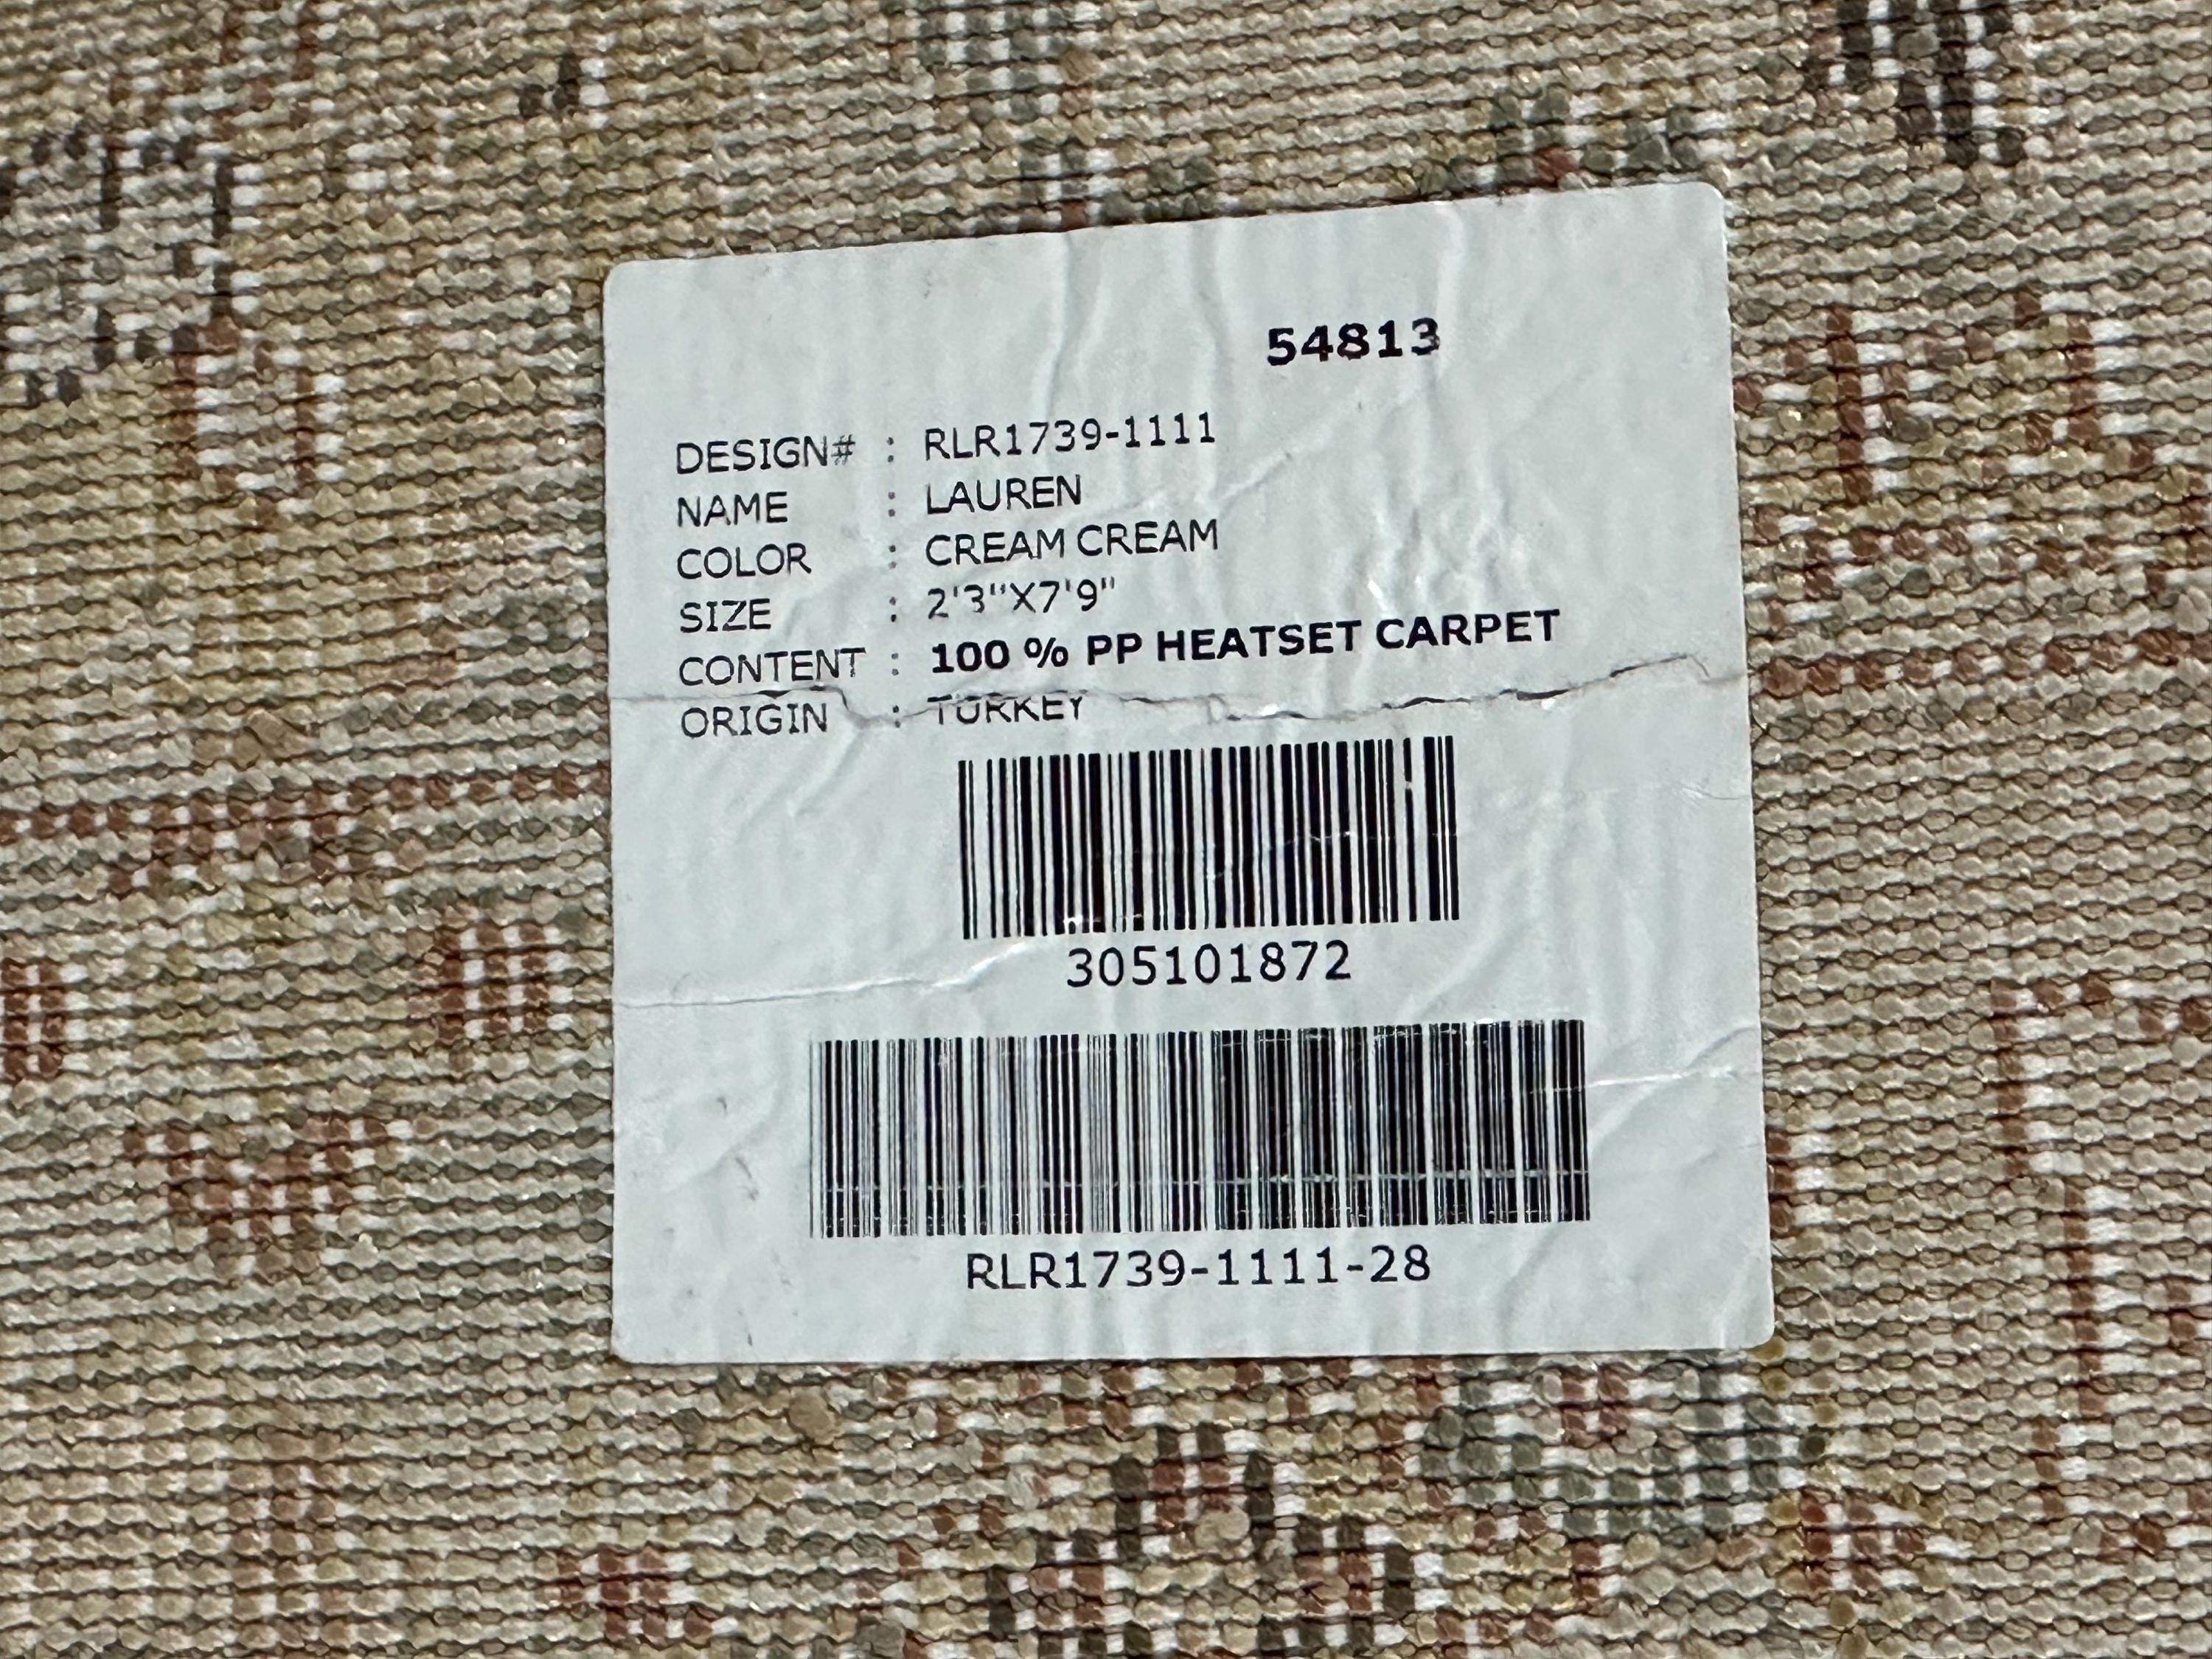 54813
DESIGN# : RLR1739-1111
NAME : LAUREN
COLOR : CREAM CREAM
SIZE : 2'3"X7'9"
CONTENT : 100 % PP HEATSET CARPET
ORIGIN : TURKEY
305101872
RLR1739-1111-28